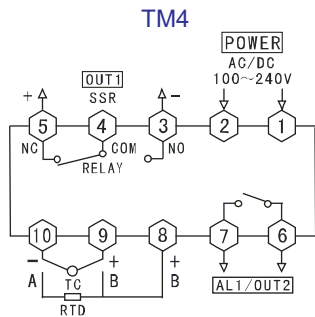 TM4
POWER
AC/DC
100~240V
OUT1
SSR
+ -
5 4 3 2 1
NC COM NO
RELAY
10 9 8 7 6
- + +
A TC B B
RTD
AL1/OUT2